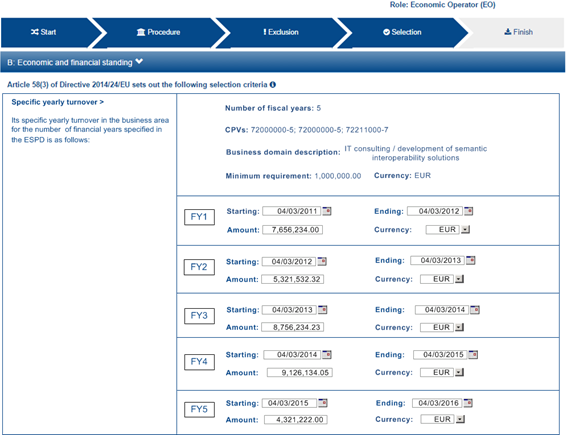 Role: Economic Operator (EO)
Start Procedure Exclusion Selection Finish
B: Economic and financial standing
Article 58(3) of Directive 2014/24/EU sets out the following selection criteria
Specific yearly turnover >
Its specific yearly turnover in the business area
for the number of financial years specified in
the ESPD is as follows:
Number of fiscal years: 5
CPVs: 72000000-5; 72000000-5; 72211000-7
Business domain description: IT consulting / development of semantic
interoperability solutions
Minimum requirement: 1,000,000.00 Currency: EUR
FY1
Starting: 04/03/2011 Ending: 04/03/2012
Amount: 7,656,234.00 Currency: EUR
FY2
Starting: 04/03/2012 Ending: 04/03/2013
Amount: 5,321,532.32 Currency: EUR
FY3
Starting: 04/03/2013 Ending: 04/03/2014
Amount: 8,756,234.23 Currency: EUR
FY4
Starting: 04/03/2014 Ending: 04/03/2015
Amount: 9,126,134.05 Currency: EUR
FY5
Starting: 04/03/2015 Ending: 04/03/2016
Amount: 4,321,222.00 Currency: EUR